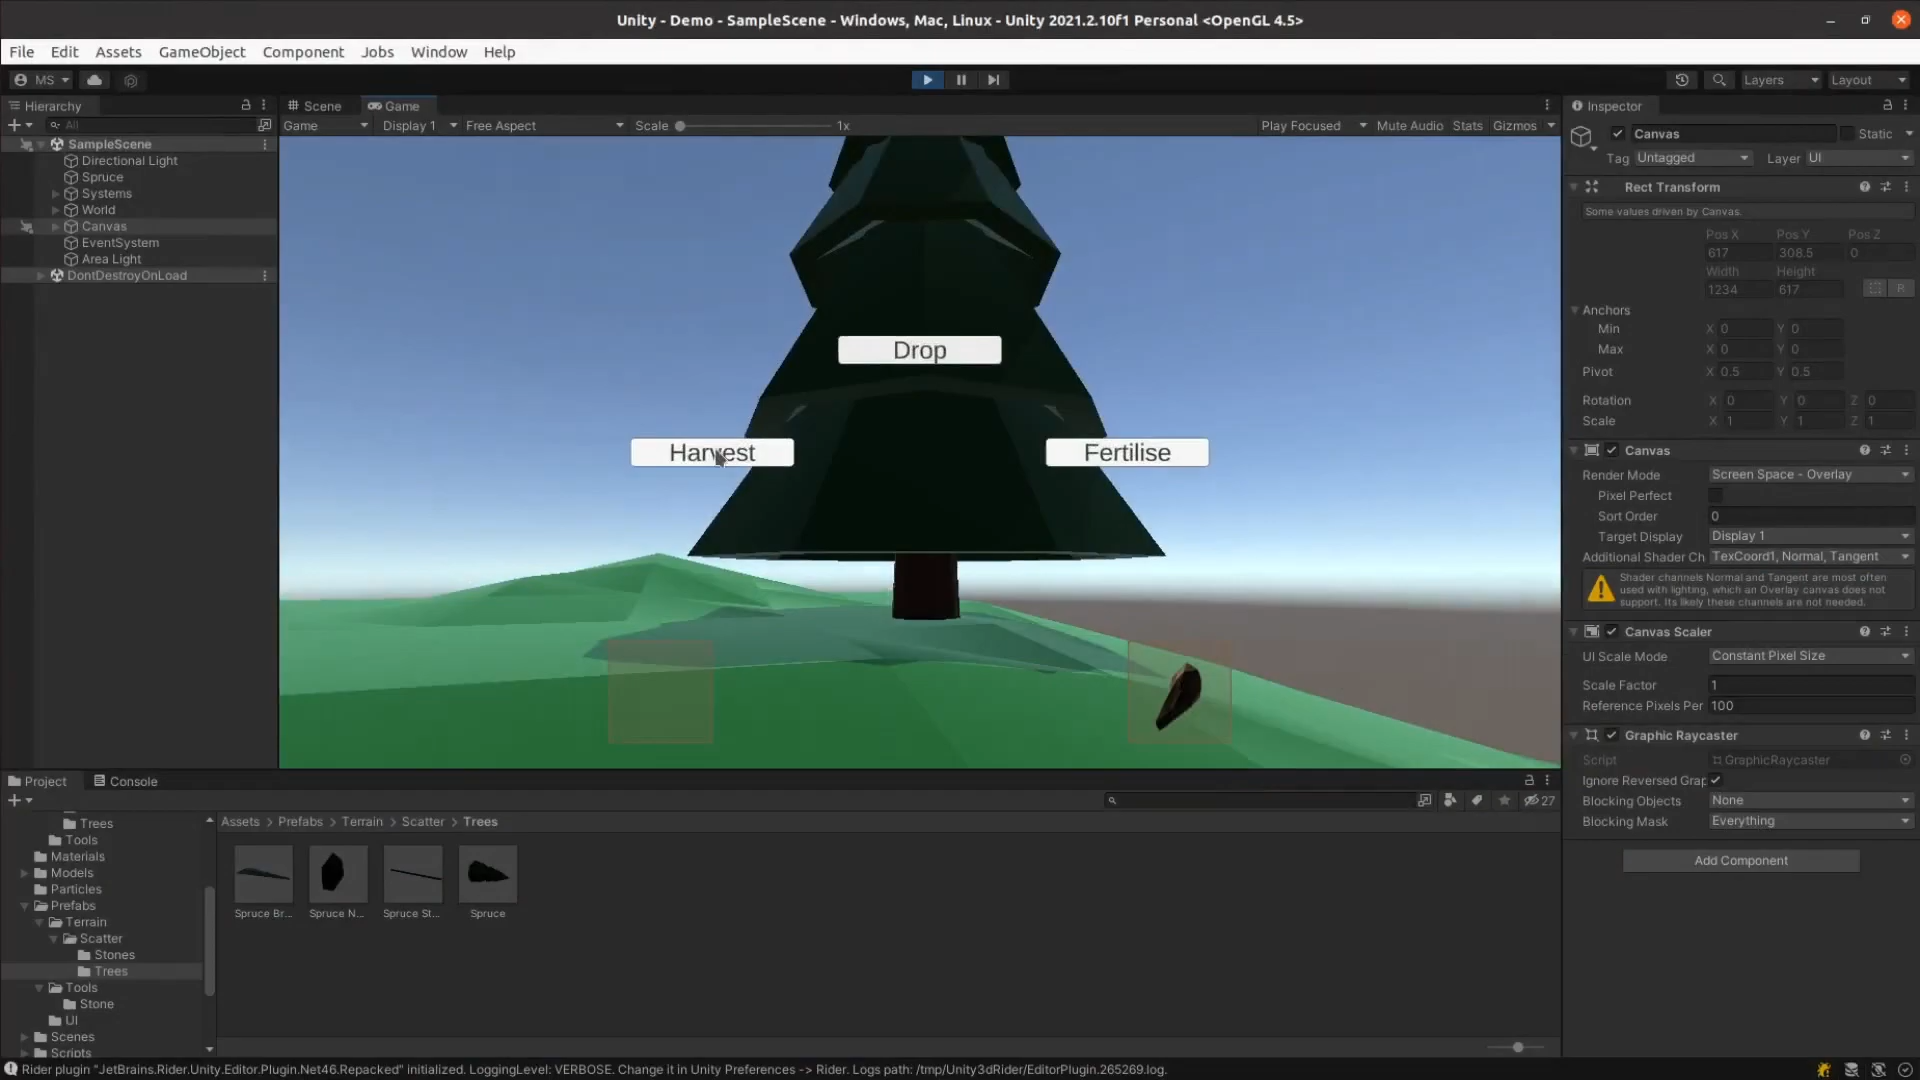 Unity - Demo - SampleScene - Windows, Mac, Linux - Unity 2021.2.10f1 Personal <OpenGL 4.5>
File Edit Assets GameObject Component Jobs Window Help
MS Layers Layout
Hierarchy
All
SampleScene
Directional Light
Spruce
Systems
World
Canvas
EventSystem
Area Light
DontDestroyOnLoad
Scene Game
Game Display 1 Free Aspect Scale 1x Play Focused Mute Audio Stats Gizmos
Drop
Harvest
Fertilise
Inspector
Canvas Static
Tag Untagged Layer UI
Rect Transform
Some values driven by Canvas.
Pos X Pos Y Pos Z
617 308.5 0
Width Height
1234 617 R
Anchors
Min X 0 Y 0
Max X 0 Y 0
Pivot X 0.5 Y 0.5
Rotation X 0 Y 0 Z 0
Scale X 1 Y 1 Z 1
Canvas
Render Mode Screen Space - Overlay
Pixel Perfect
Sort Order 0
Target Display Display 1
Additional Shader Ch TexCoord1, Normal, Tangent
Shader channels Normal and Tangent are most often
used with lighting, which an Overlay canvas does not
support. Its likely these channels are not needed.
Canvas Scaler
UI Scale Mode Constant Pixel Size
Scale Factor 1
Reference Pixels Per 100
Graphic Raycaster
Script GraphicRaycaster
Ignore Reversed Grap
Blocking Objects None
Blocking Mask Everything
Add Component
Project Console
27
Trees
Tools
Materials
Models
Particles
Prefabs
Terrain
Scatter
Stones
Trees
Tools
Stone
UI
Scenes
Scripts
Assets > Prefabs > Terrain > Scatter > Trees
Spruce Br... Spruce N... Spruce St... Spruce
Rider plugin "JetBrains.Rider.Unity.Editor.Plugin.Net46.Repacked" initialized. LoggingLevel: VERBOSE. Change it in Unity Preferences -> Rider. Logs path: /tmp/Unity3dRider/EditorPlugin.265269.log.